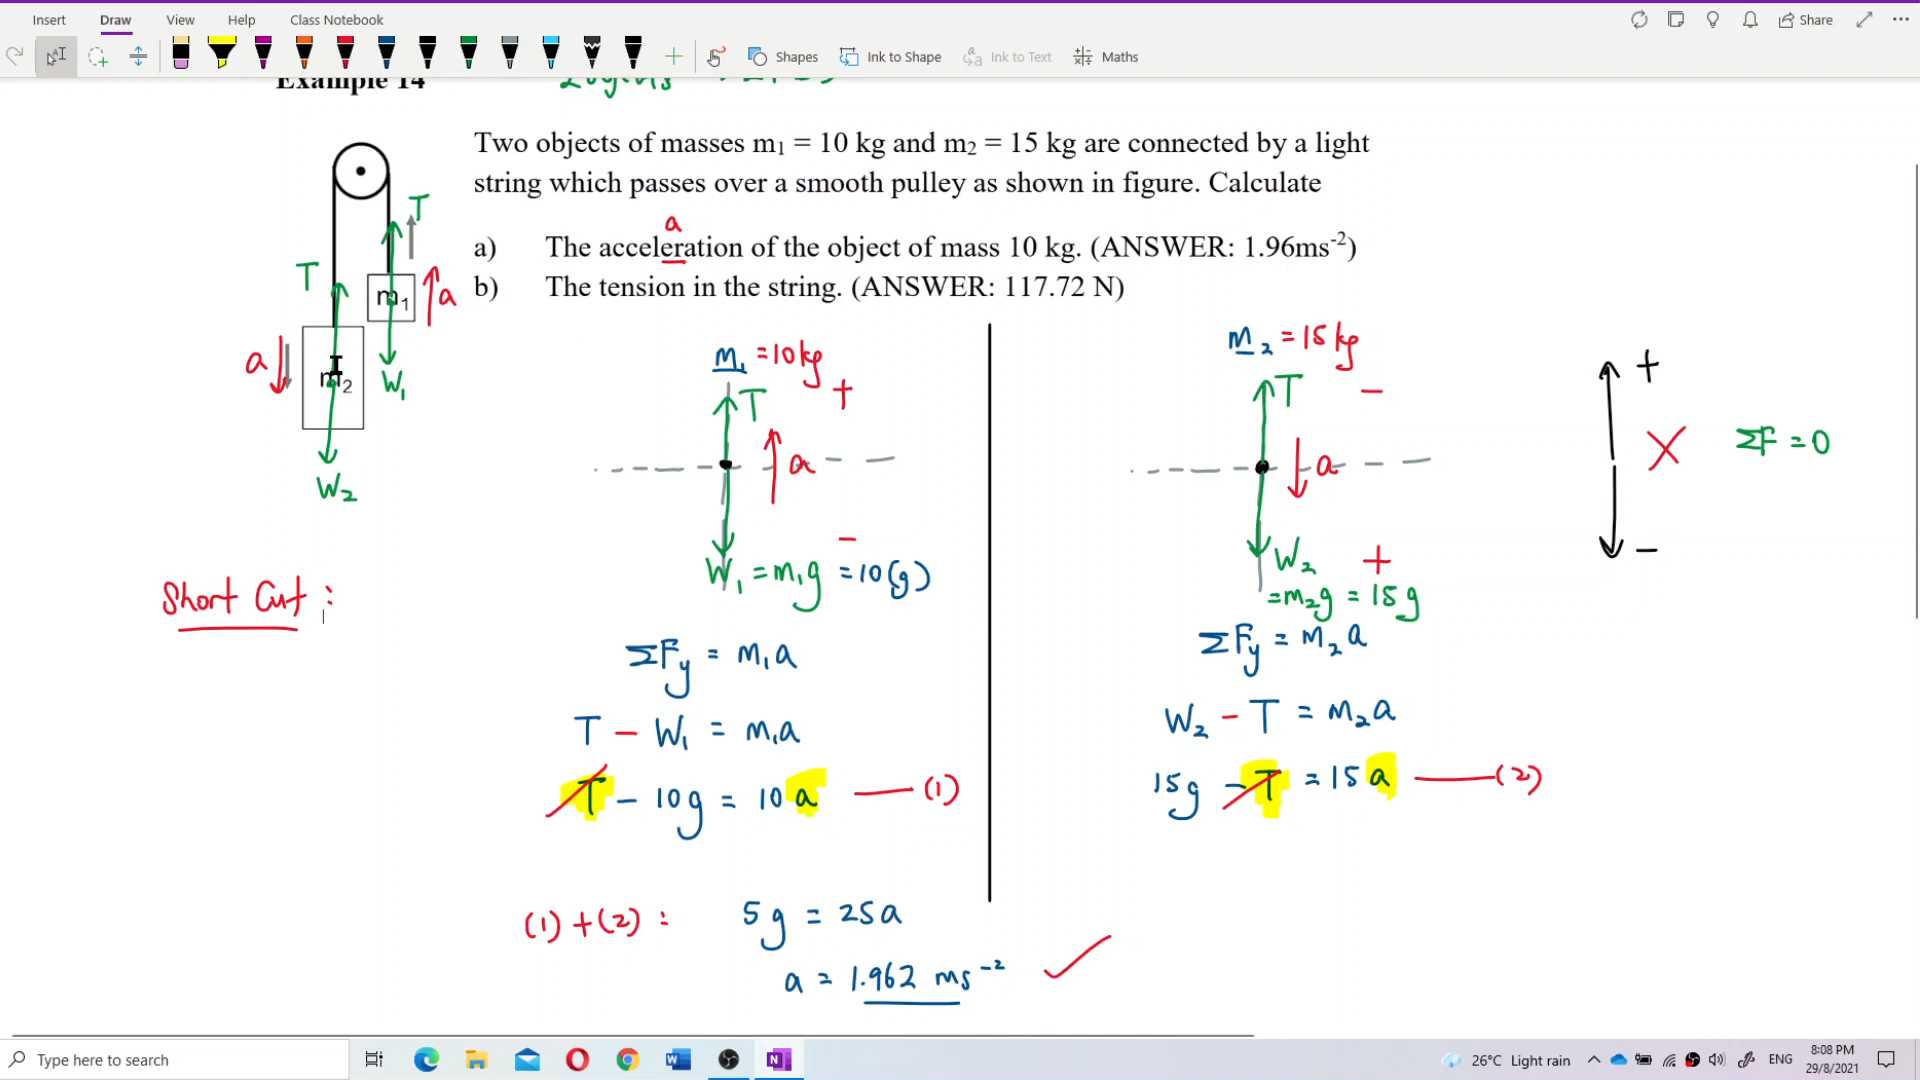 Insert Draw View Help Class Notebook
Share
Shapes Ink to Shape Ink to Text Maths
Example 14
Two objects of masses m₁ = 10 kg and m₂ = 15 kg are connected by a light
string which passes over a smooth pulley as shown in figure. Calculate
a
a) The acceleration of the object of mass 10 kg. (ANSWER: 1.96ms⁻²)
b) The tension in the string. (ANSWER: 117.72 N)
T
T
m₁
a
a
m₂
W₁
W₂
m₁ = 10kg
T +
a
-
W₁ = m₁g = 10(g)
ΣFy = m₁a
T - W₁ = m₁a
T - 10g = 10a —(1)
m₂ = 15kg
T -
a
W₂ +
= m₂g = 15g
ΣFy = m₂a
W₂ - T = m₂a
15g - T = 15a —(2)
+
X ΣF = 0
-
Short Cut :
(1) + (2) : 5g = 25a
a = 1.962 ms⁻²
Type here to search
26°C Light rain
ENG
8:08 PM
29/8/2021